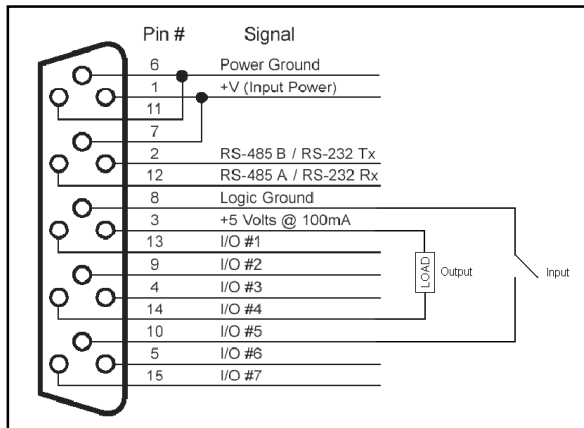 Pin # Signal
6 Power Ground
1 +V (Input Power)
11
7
2 RS-485 B / RS-232 Tx
12 RS-485 A / RS-232 Rx
8 Logic Ground
3 +5 Volts @ 100mA
13 I/O #1
9 I/O #2
4 I/O #3
14 I/O #4
10 I/O #5
5 I/O #6
15 I/O #7
LOAD
Output
Input